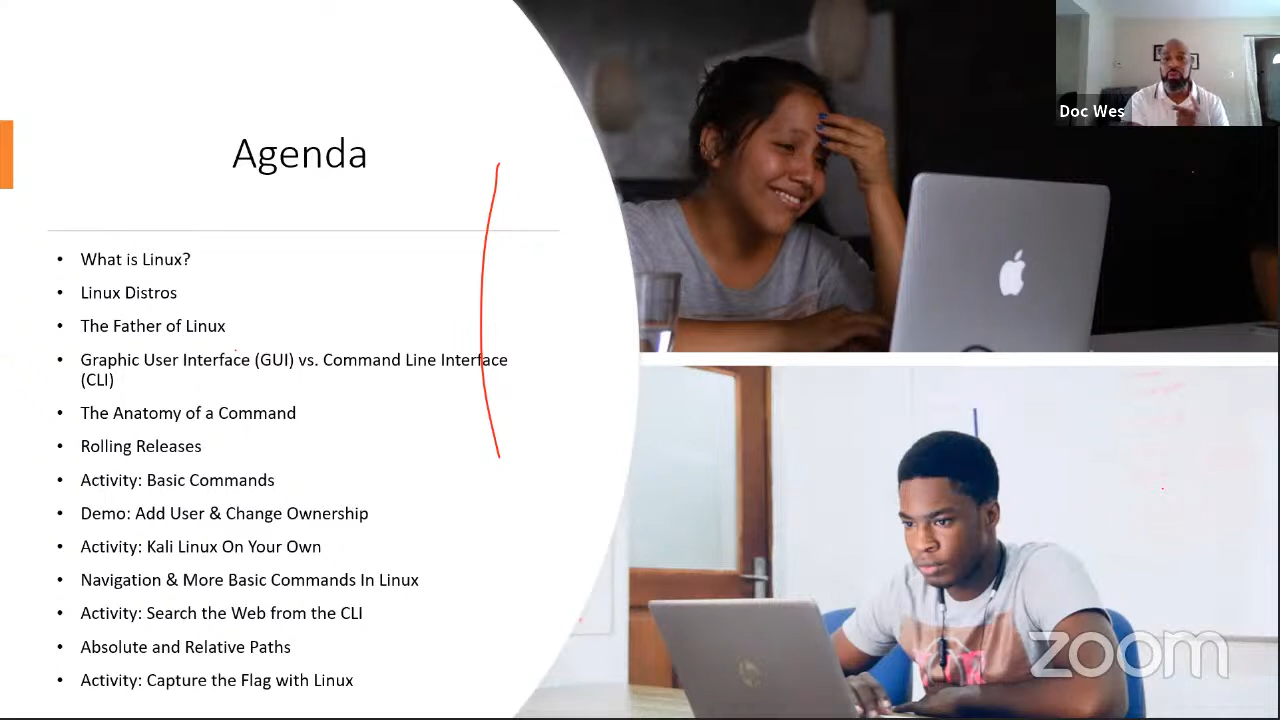 Doc Wes
Agenda
• What is Linux?
• Linux Distros
• The Father of Linux
• Graphic User Interface (GUI) vs. Command Line Interface
(CLI)
• The Anatomy of a Command
• Rolling Releases
• Activity: Basic Commands
• Demo: Add User & Change Ownership
• Activity: Kali Linux On Your Own
• Navigation & More Basic Commands In Linux
• Activity: Search the Web from the CLI
• Absolute and Relative Paths
• Activity: Capture the Flag with Linux
zoom